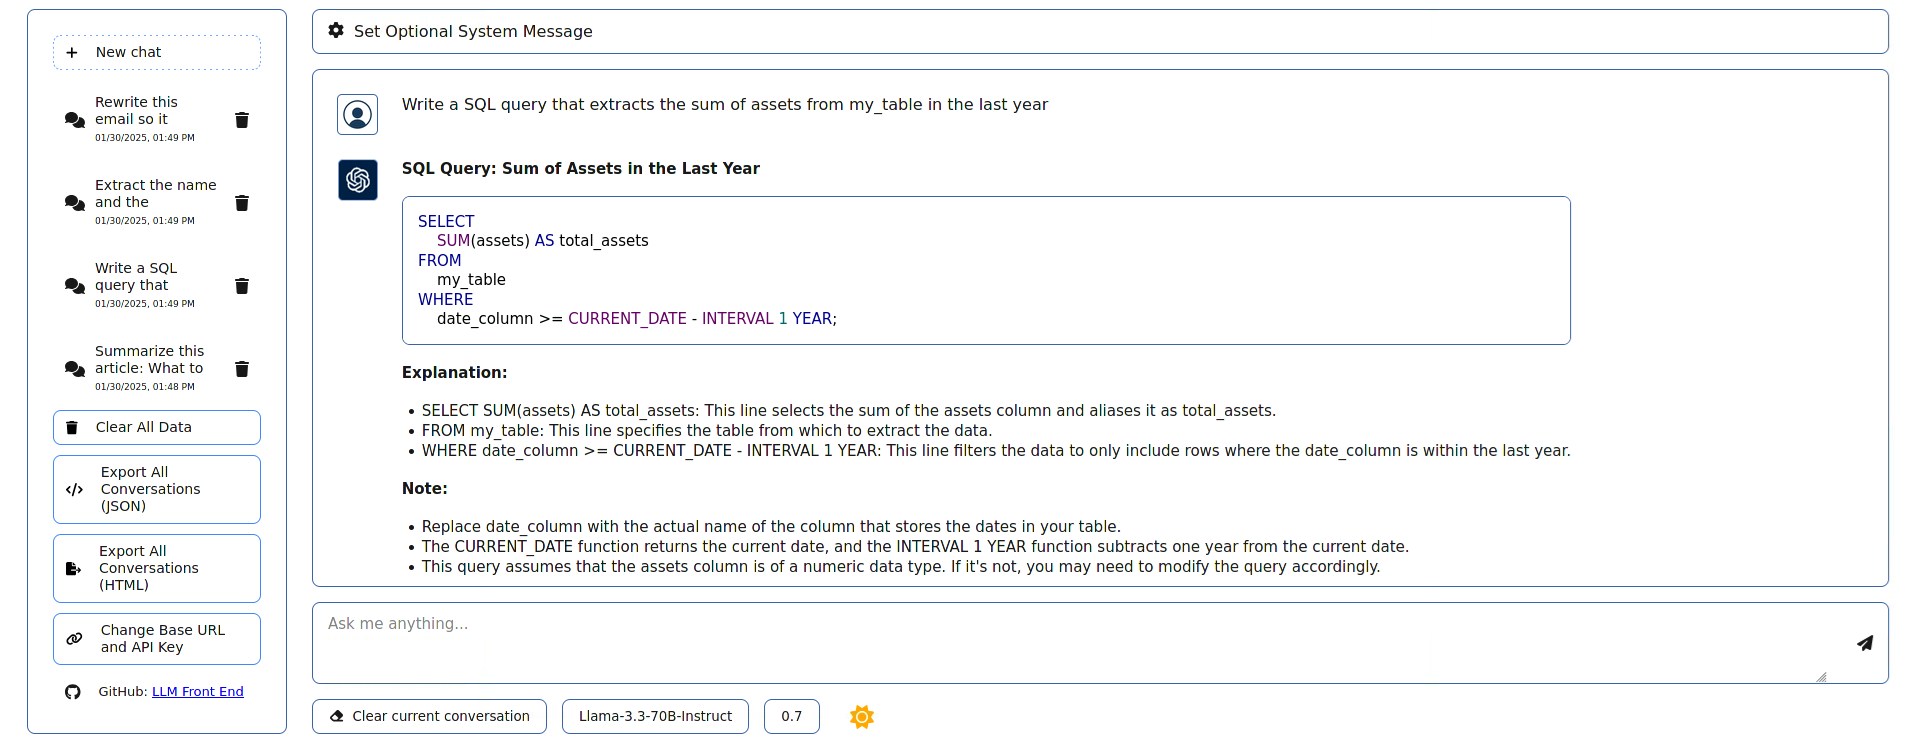 New chat
Rewrite this
email so it
01/30/2025, 01:49 PM
Extract the name
and the
01/30/2025, 01:49 PM
Write a SQL
query that
01/30/2025, 01:49 PM
Summarize this
article: What to
01/30/2025, 01:48 PM
Clear All Data
Export All
Conversations
(JSON)
Export All
Conversations
(HTML)
Change Base URL
and API Key
GitHub: LLM Front End
Set Optional System Message
Write a SQL query that extracts the sum of assets from my_table in the last year
SQL Query: Sum of Assets in the Last Year
SELECT
SUM(assets) AS total_assets
FROM
my_table
WHERE
date_column >= CURRENT_DATE - INTERVAL 1 YEAR;
Explanation:
• SELECT SUM(assets) AS total_assets: This line selects the sum of the assets column and aliases it as total_assets.
• FROM my_table: This line specifies the table from which to extract the data.
• WHERE date_column >= CURRENT_DATE - INTERVAL 1 YEAR: This line filters the data to only include rows where the date_column is within the last year.
Note:
• Replace date_column with the actual name of the column that stores the dates in your table.
• The CURRENT_DATE function returns the current date, and the INTERVAL 1 YEAR function subtracts one year from the current date.
• This query assumes that the assets column is of a numeric data type. If it's not, you may need to modify the query accordingly.
Ask me anything...
Clear current conversation
Llama-3.3-70B-Instruct
0.7